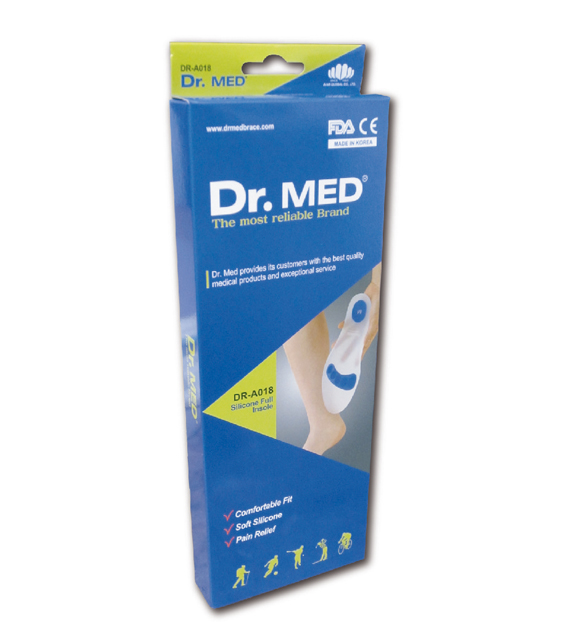 DR-A018
Dr. MED
www.drmedbrace.com
FDA CE
MADE IN KOREA
Dr. MED®
The most reliable Brand
Dr. Med provides its customers with the best quality
medical products and exceptional service
DR-A018
Silicone Full
Insole
Comfortable Fit
Soft Silicone
Pain Relief
Dr. MED